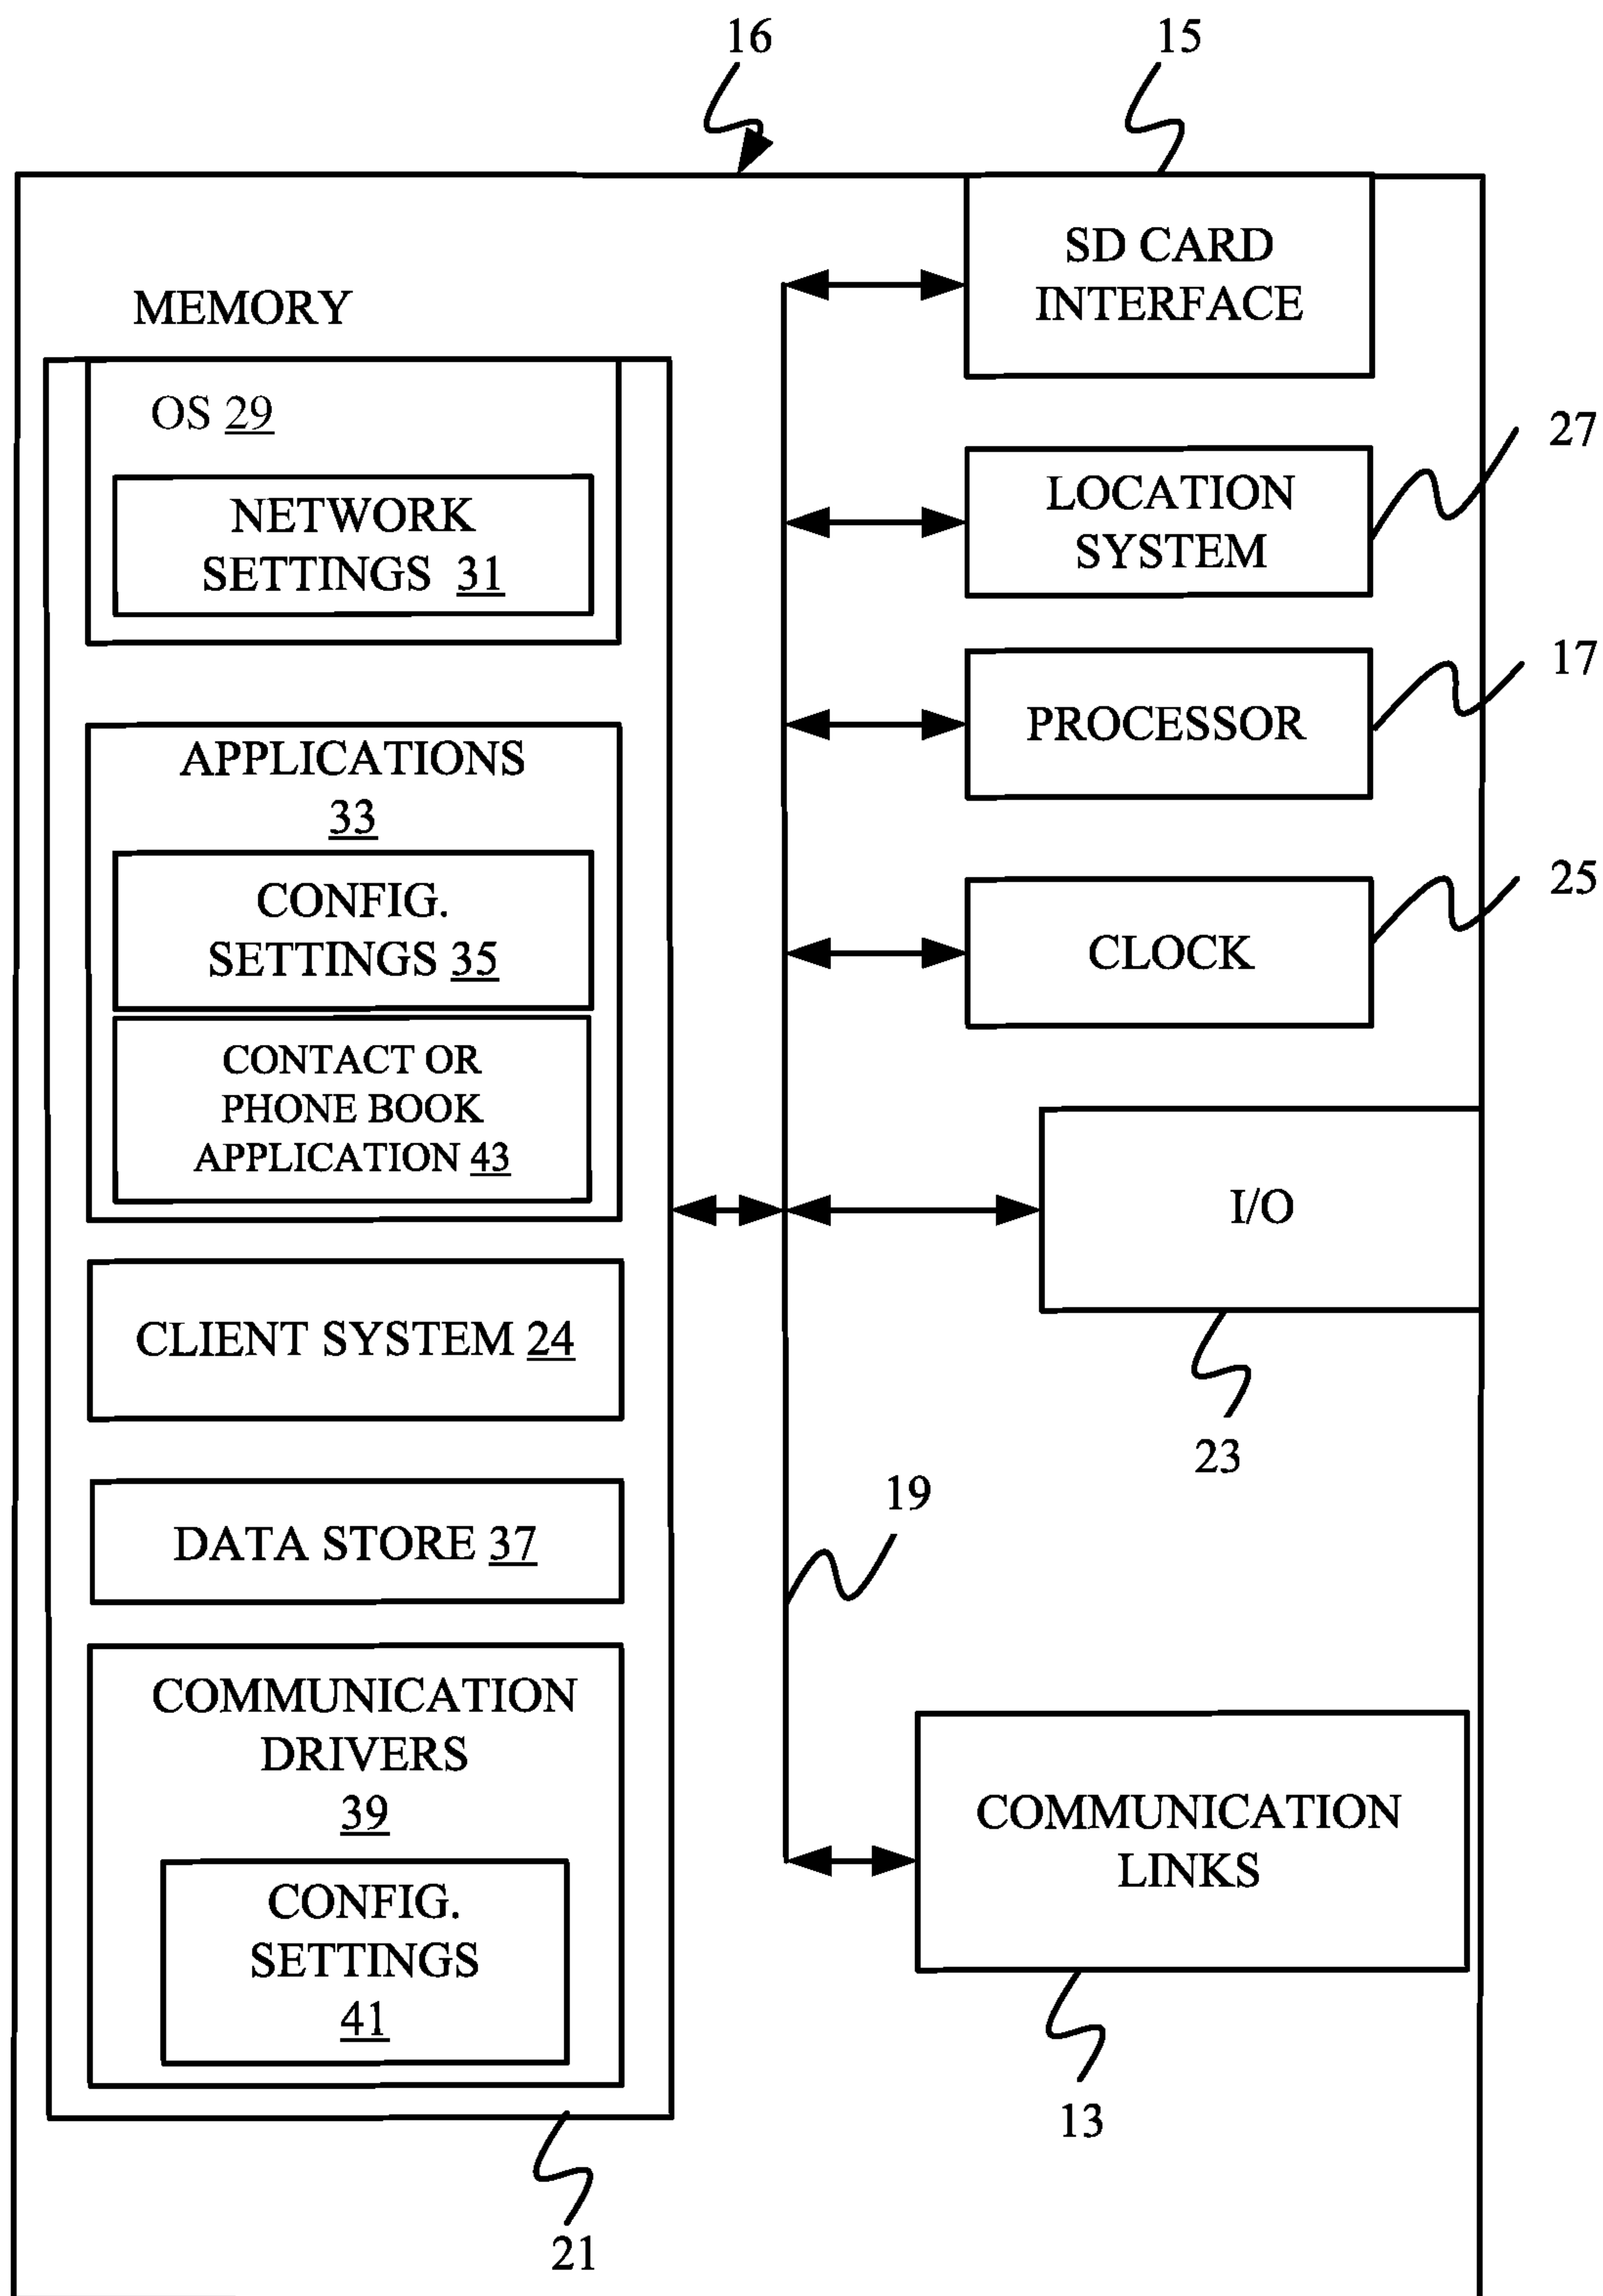 16
15
SD CARD
INTERFACE
MEMORY
OS 29
NETWORK
SETTINGS 31
27
LOCATION
SYSTEM
17
PROCESSOR
APPLICATIONS
33
CONFIG.
SETTINGS 35
25
CLOCK
CONTACT OR
PHONE BOOK
APPLICATION 43
I/O
CLIENT SYSTEM 24
23
19
DATA STORE 37
COMMUNICATION
DRIVERS
39
COMMUNICATION
LINKS
CONFIG.
SETTINGS
41
13
21